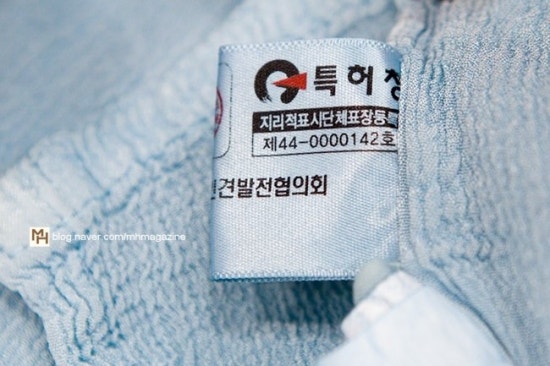 특허청
지리적표시단체표장등록
제44-0000142호
견발전협의회
MH blog.naver.com/mhmagazine